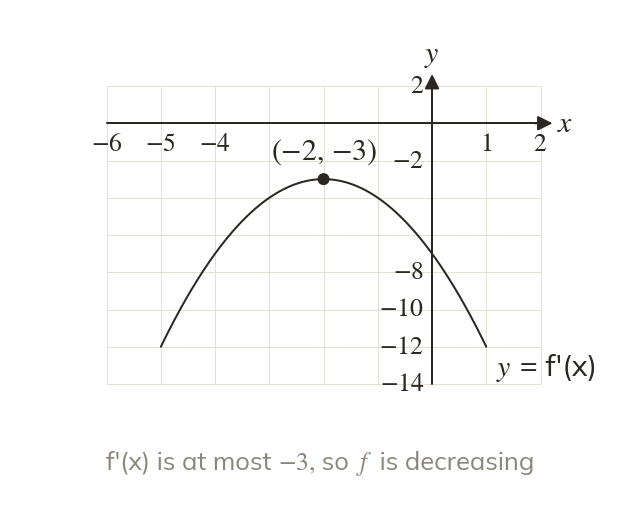 y
2
x
−6 −5 −4 1 2
(−2, −3)
−2
−8
−10
−12
y = f'(x)
−14
f'(x) is at most −3, so f is decreasing